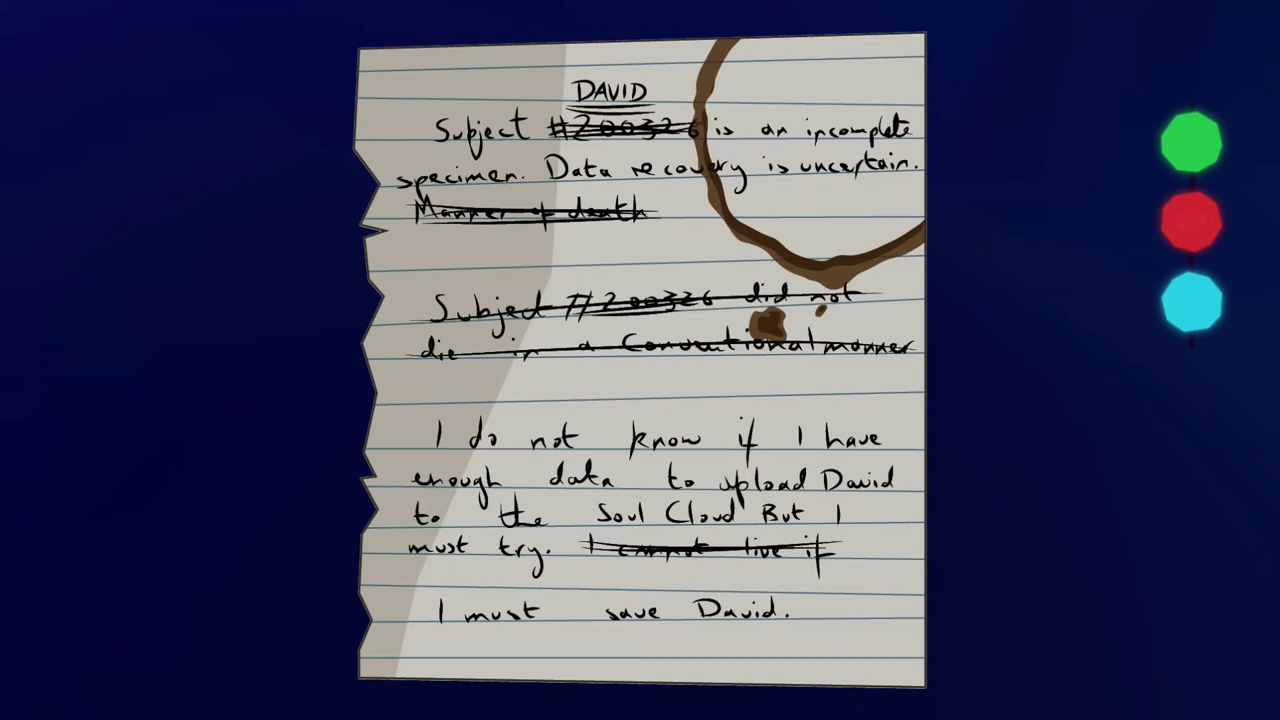 DAVID
Subject #200326 is an incomplete
specimen. Data recovery is uncertain.
Manner of death
Subject #200326 did not
die in a Conventional manner
I do not know if I have
enough data to upload David
to the Soul Cloud But I
must try. I cannot live if
I must save David.